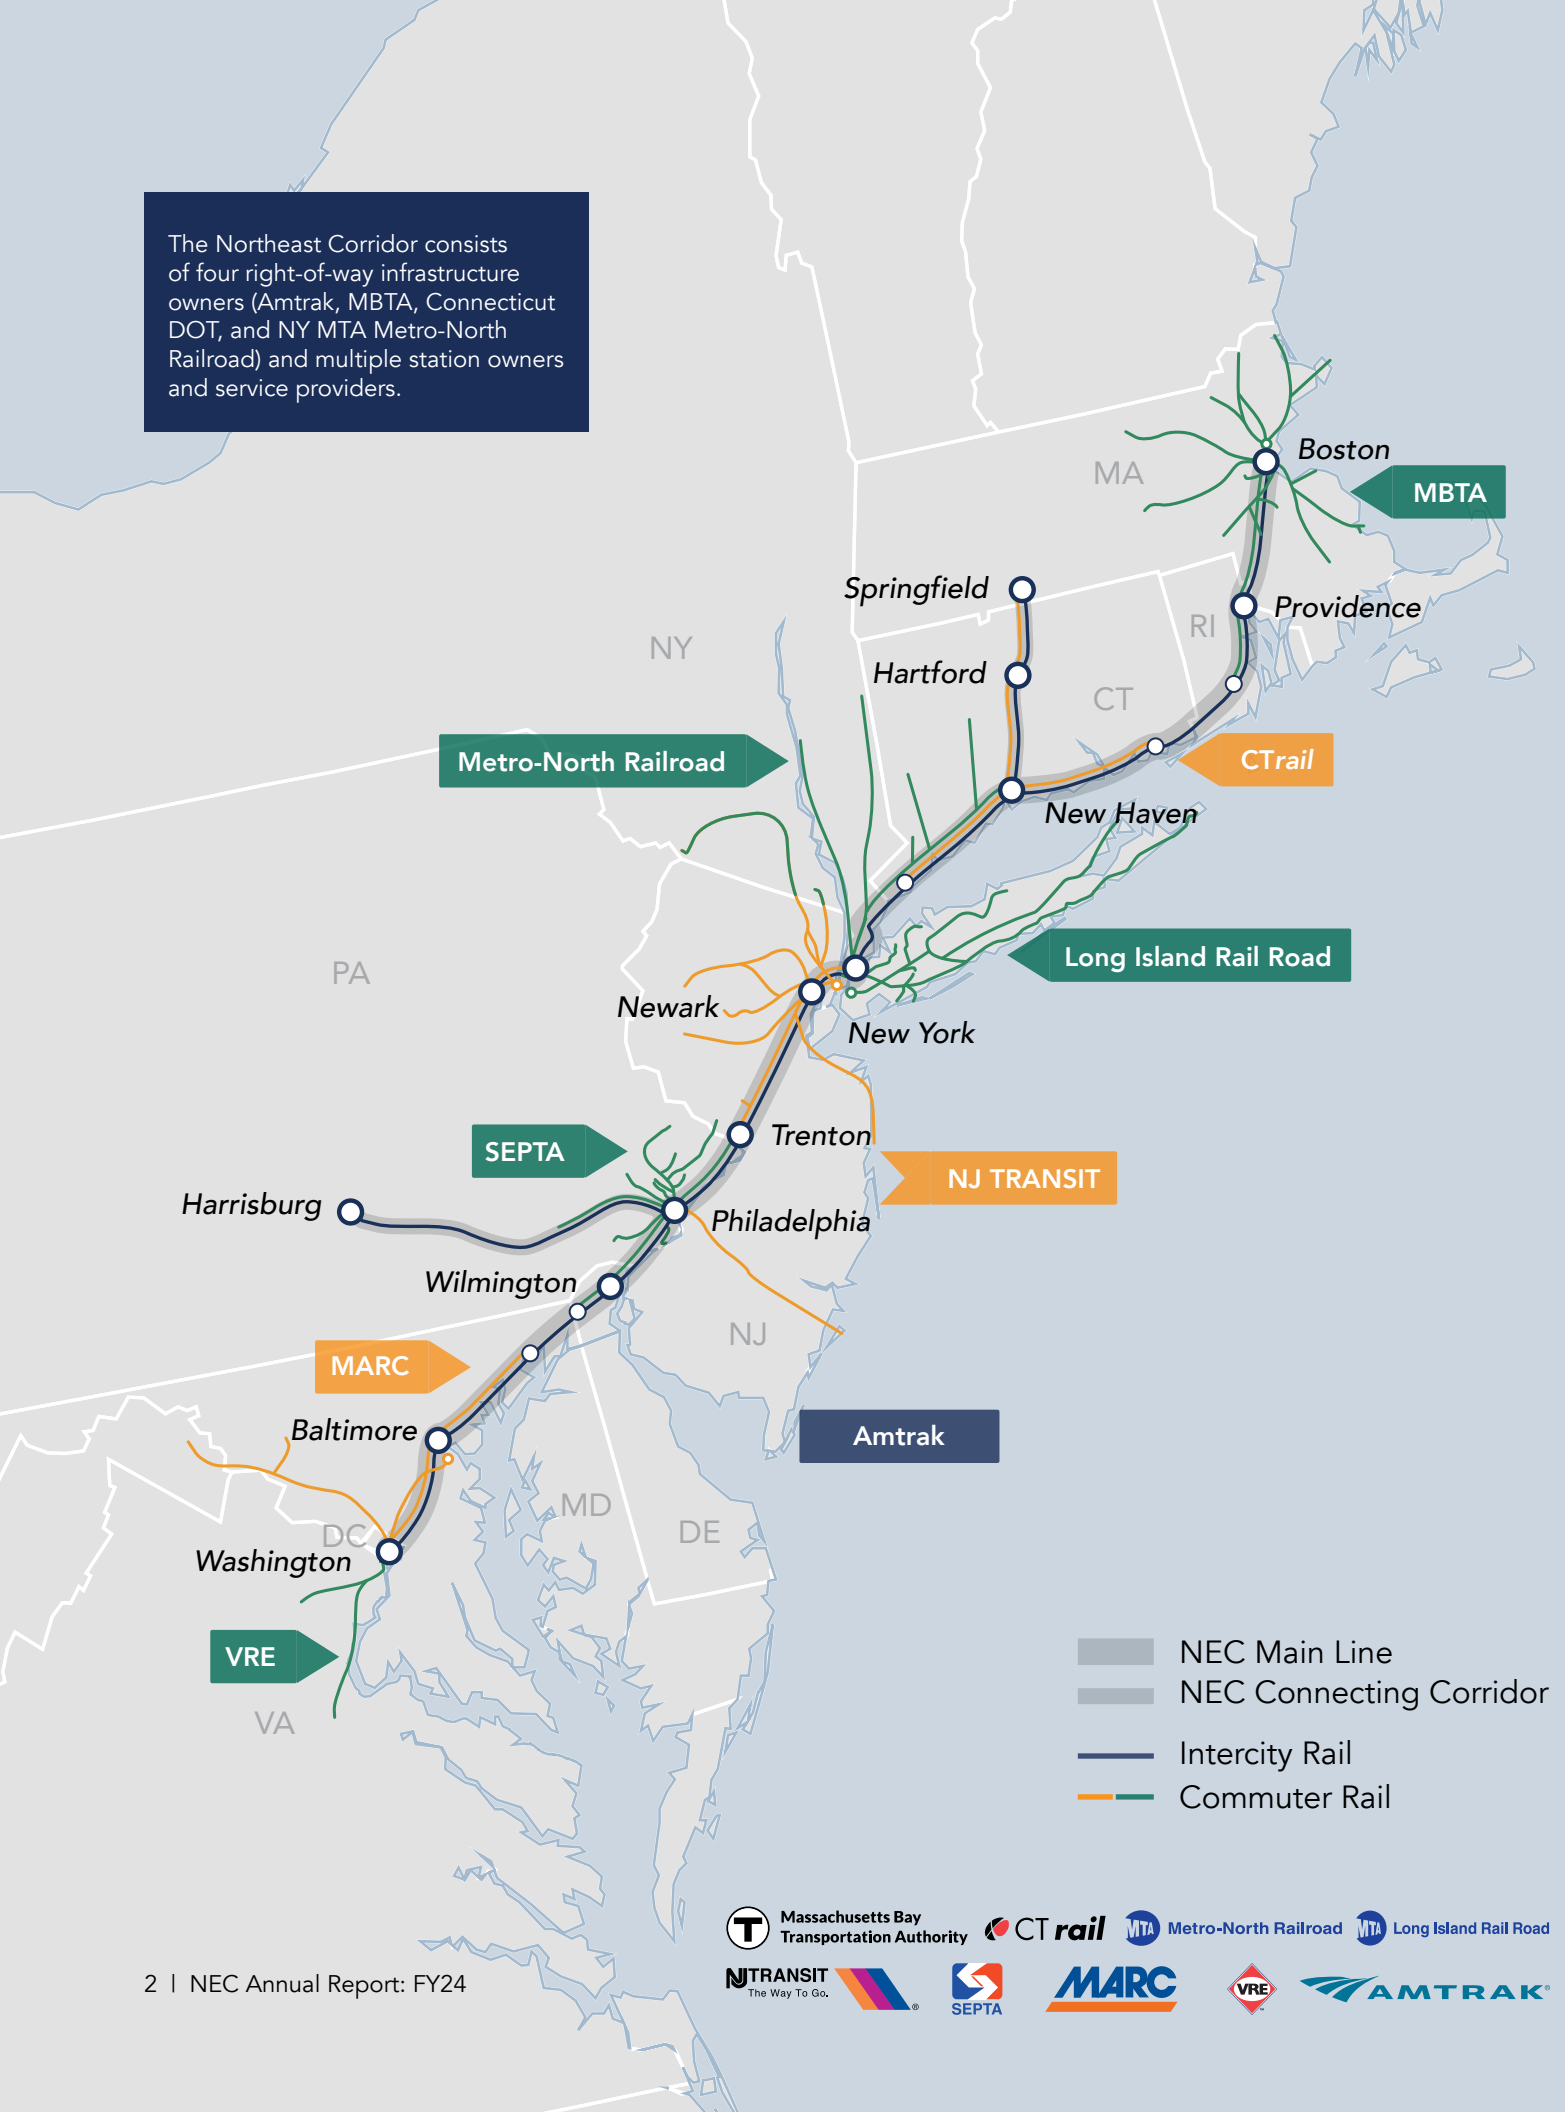 The Northeast Corridor consists
of four right-of-way infrastructure
owners (Amtrak, MBTA, Connecticut
DOT, and NY MTA Metro-North
Railroad) and multiple station owners
and service providers.
Boston
MA
MBTA
Springfield
Providence
RI
NY
Hartford
CT
Metro-North Railroad
CTrail
New Haven
Long Island Rail Road
PA
Newark
New York
Trenton
SEPTA
NJ TRANSIT
Harrisburg
Philadelphia
Wilmington
NJ
MARC
Baltimore
Amtrak
MD
DE
DC
Washington
VRE
VA
NEC Main Line
NEC Connecting Corridor
Intercity Rail
Commuter Rail
T
Massachusetts Bay
Transportation Authority
CTrail
MTA Metro-North Railroad
MTA Long Island Rail Road
NJTRANSIT
The Way To Go.
®
SEPTA
MARC
VRE
AMTRAK®
2 | NEC Annual Report: FY24